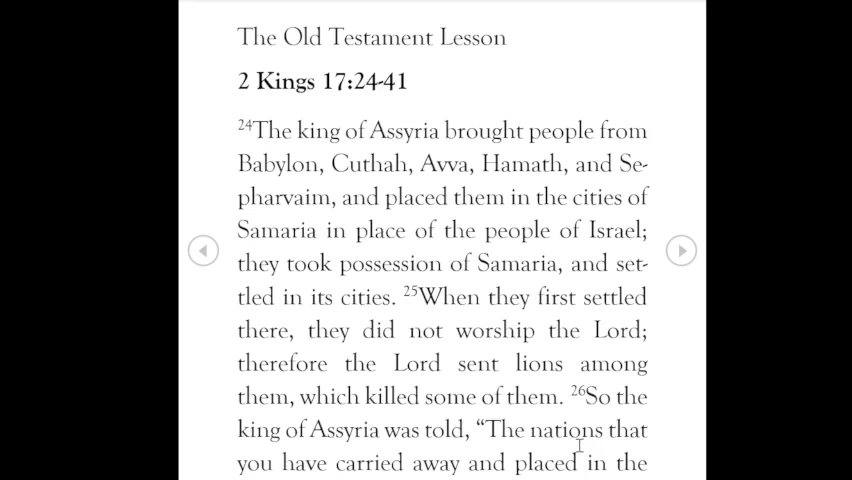 The Old Testament Lesson
2 Kings 17:24-41
24The king of Assyria brought people from
Babylon, Cuthah, Avva, Hamath, and Se-
pharvaim, and placed them in the cities of
Samaria in place of the people of Israel;
they took possession of Samaria, and set-
tled in its cities. 25When they first settled
there, they did not worship the Lord;
therefore the Lord sent lions among
them, which killed some of them. 26So the
king of Assyria was told, “The nations that
you have carried away and placed in the